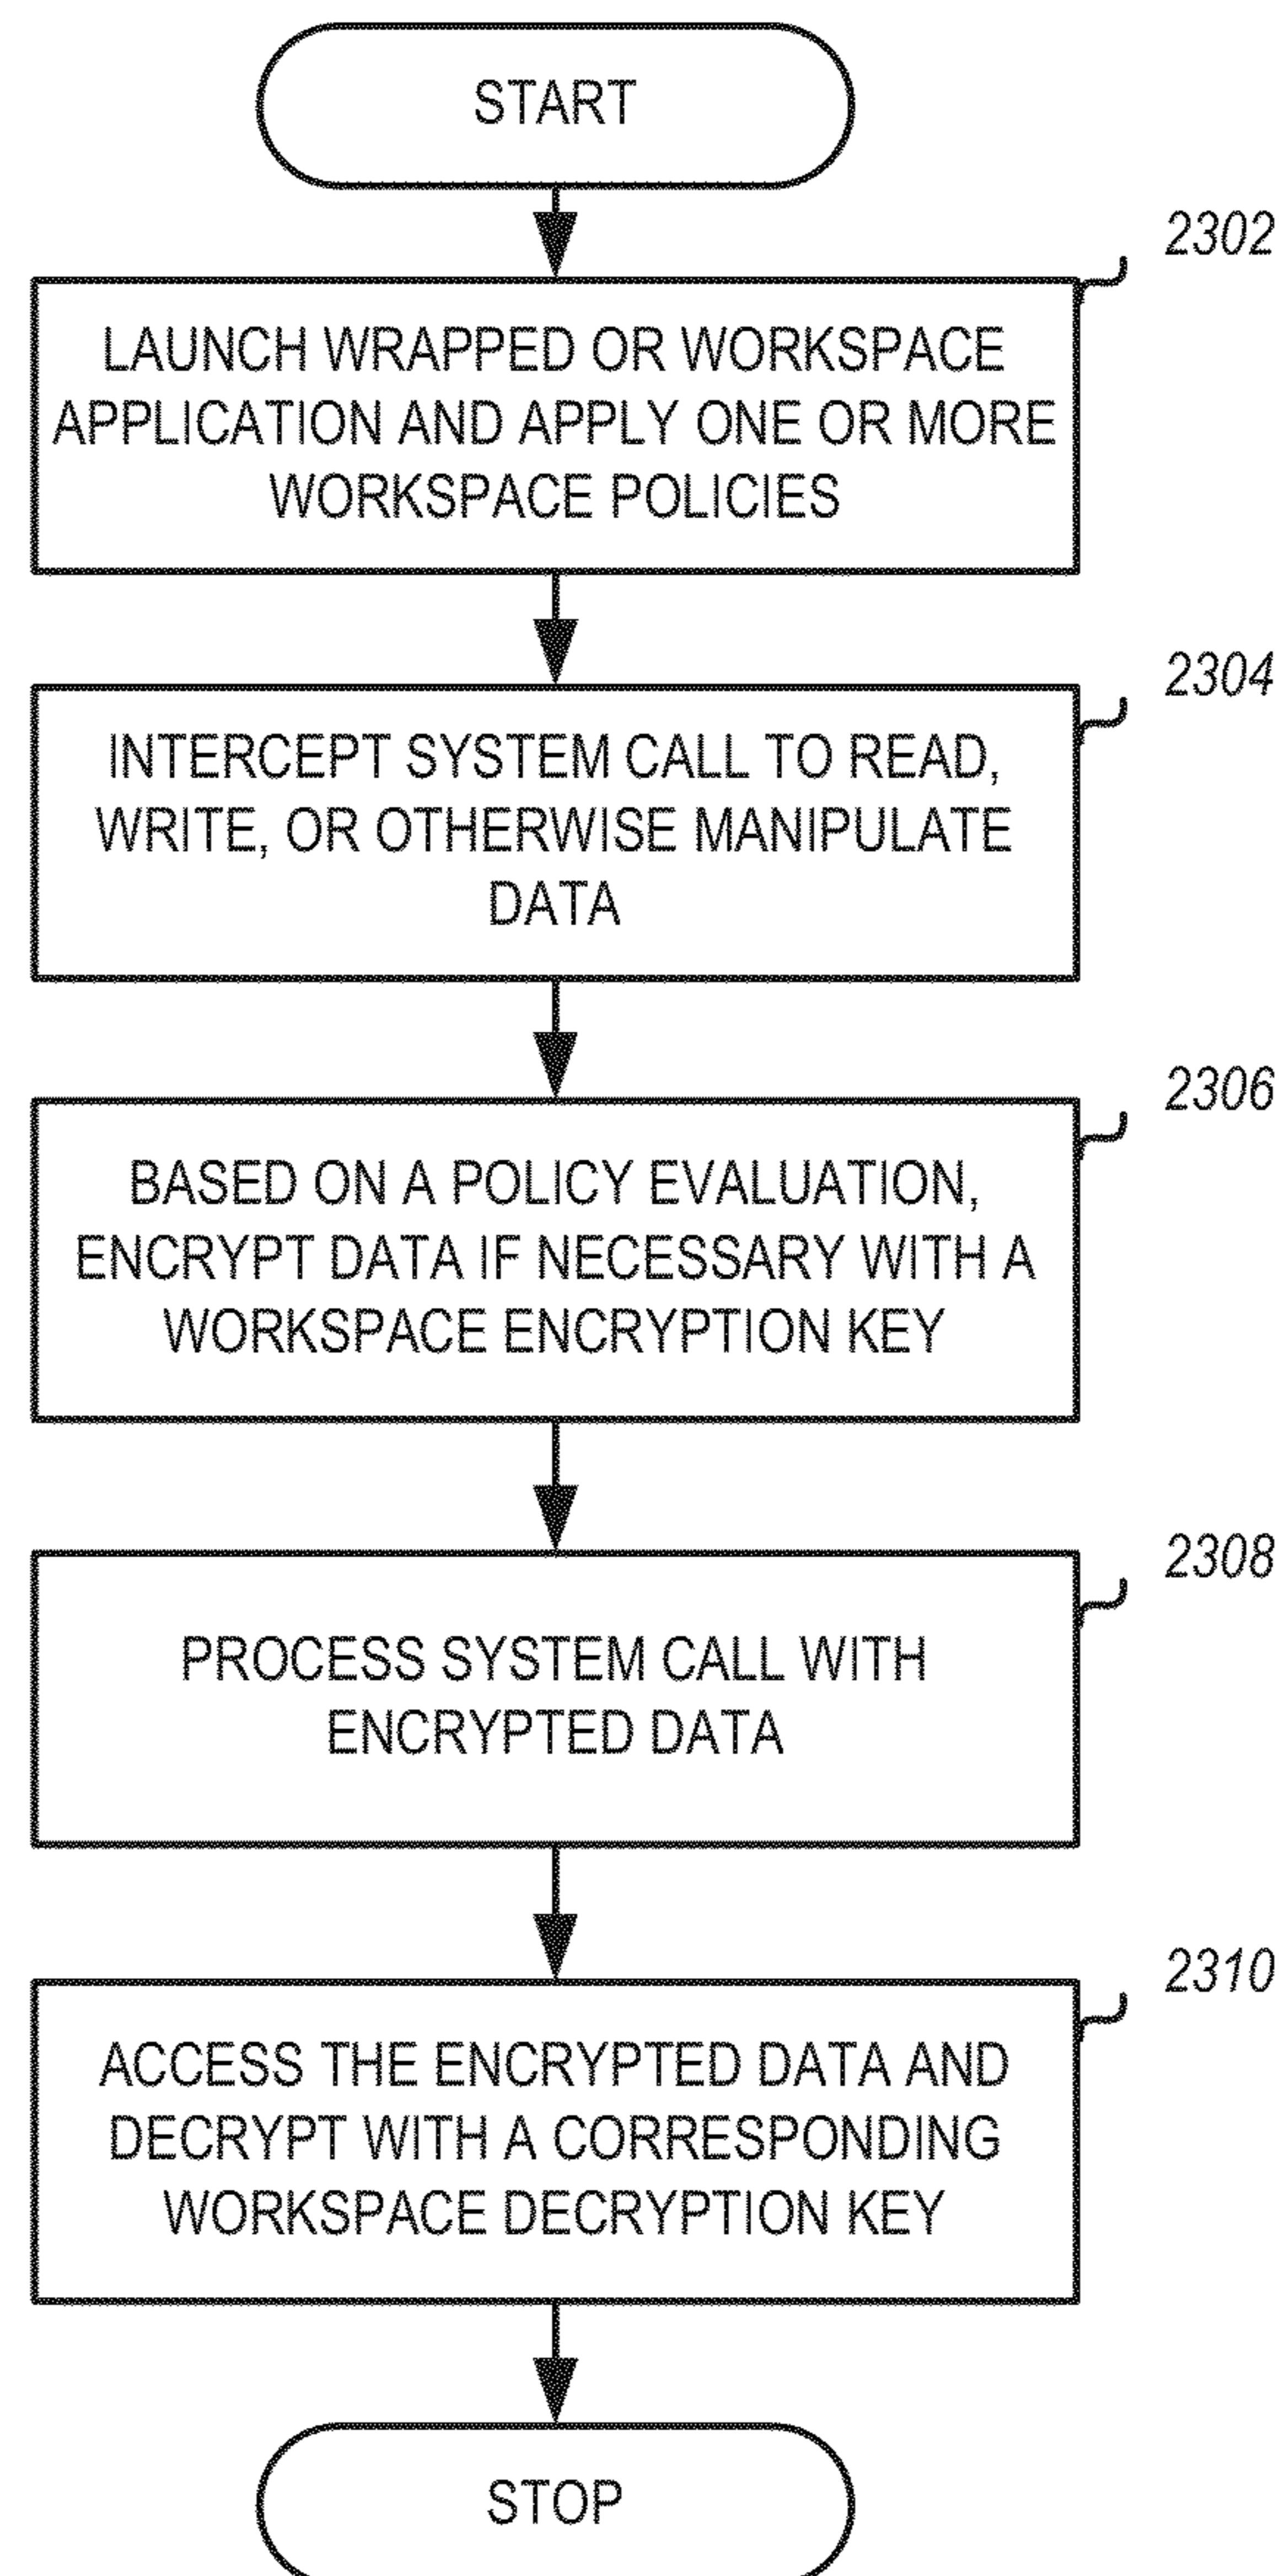 START
2302
LAUNCH WRAPPED OR WORKSPACE
APPLICATION AND APPLY ONE OR MORE
WORKSPACE POLICIES
2304
INTERCEPT SYSTEM CALL TO READ,
WRITE, OR OTHERWISE MANIPULATE
DATA
2306
BASED ON A POLICY EVALUATION,
ENCRYPT DATA IF NECESSARY WITH A
WORKSPACE ENCRYPTION KEY
2308
PROCESS SYSTEM CALL WITH
ENCRYPTED DATA
2310
ACCESS THE ENCRYPTED DATA AND
DECRYPT WITH A CORRESPONDING
WORKSPACE DECRYPTION KEY
STOP